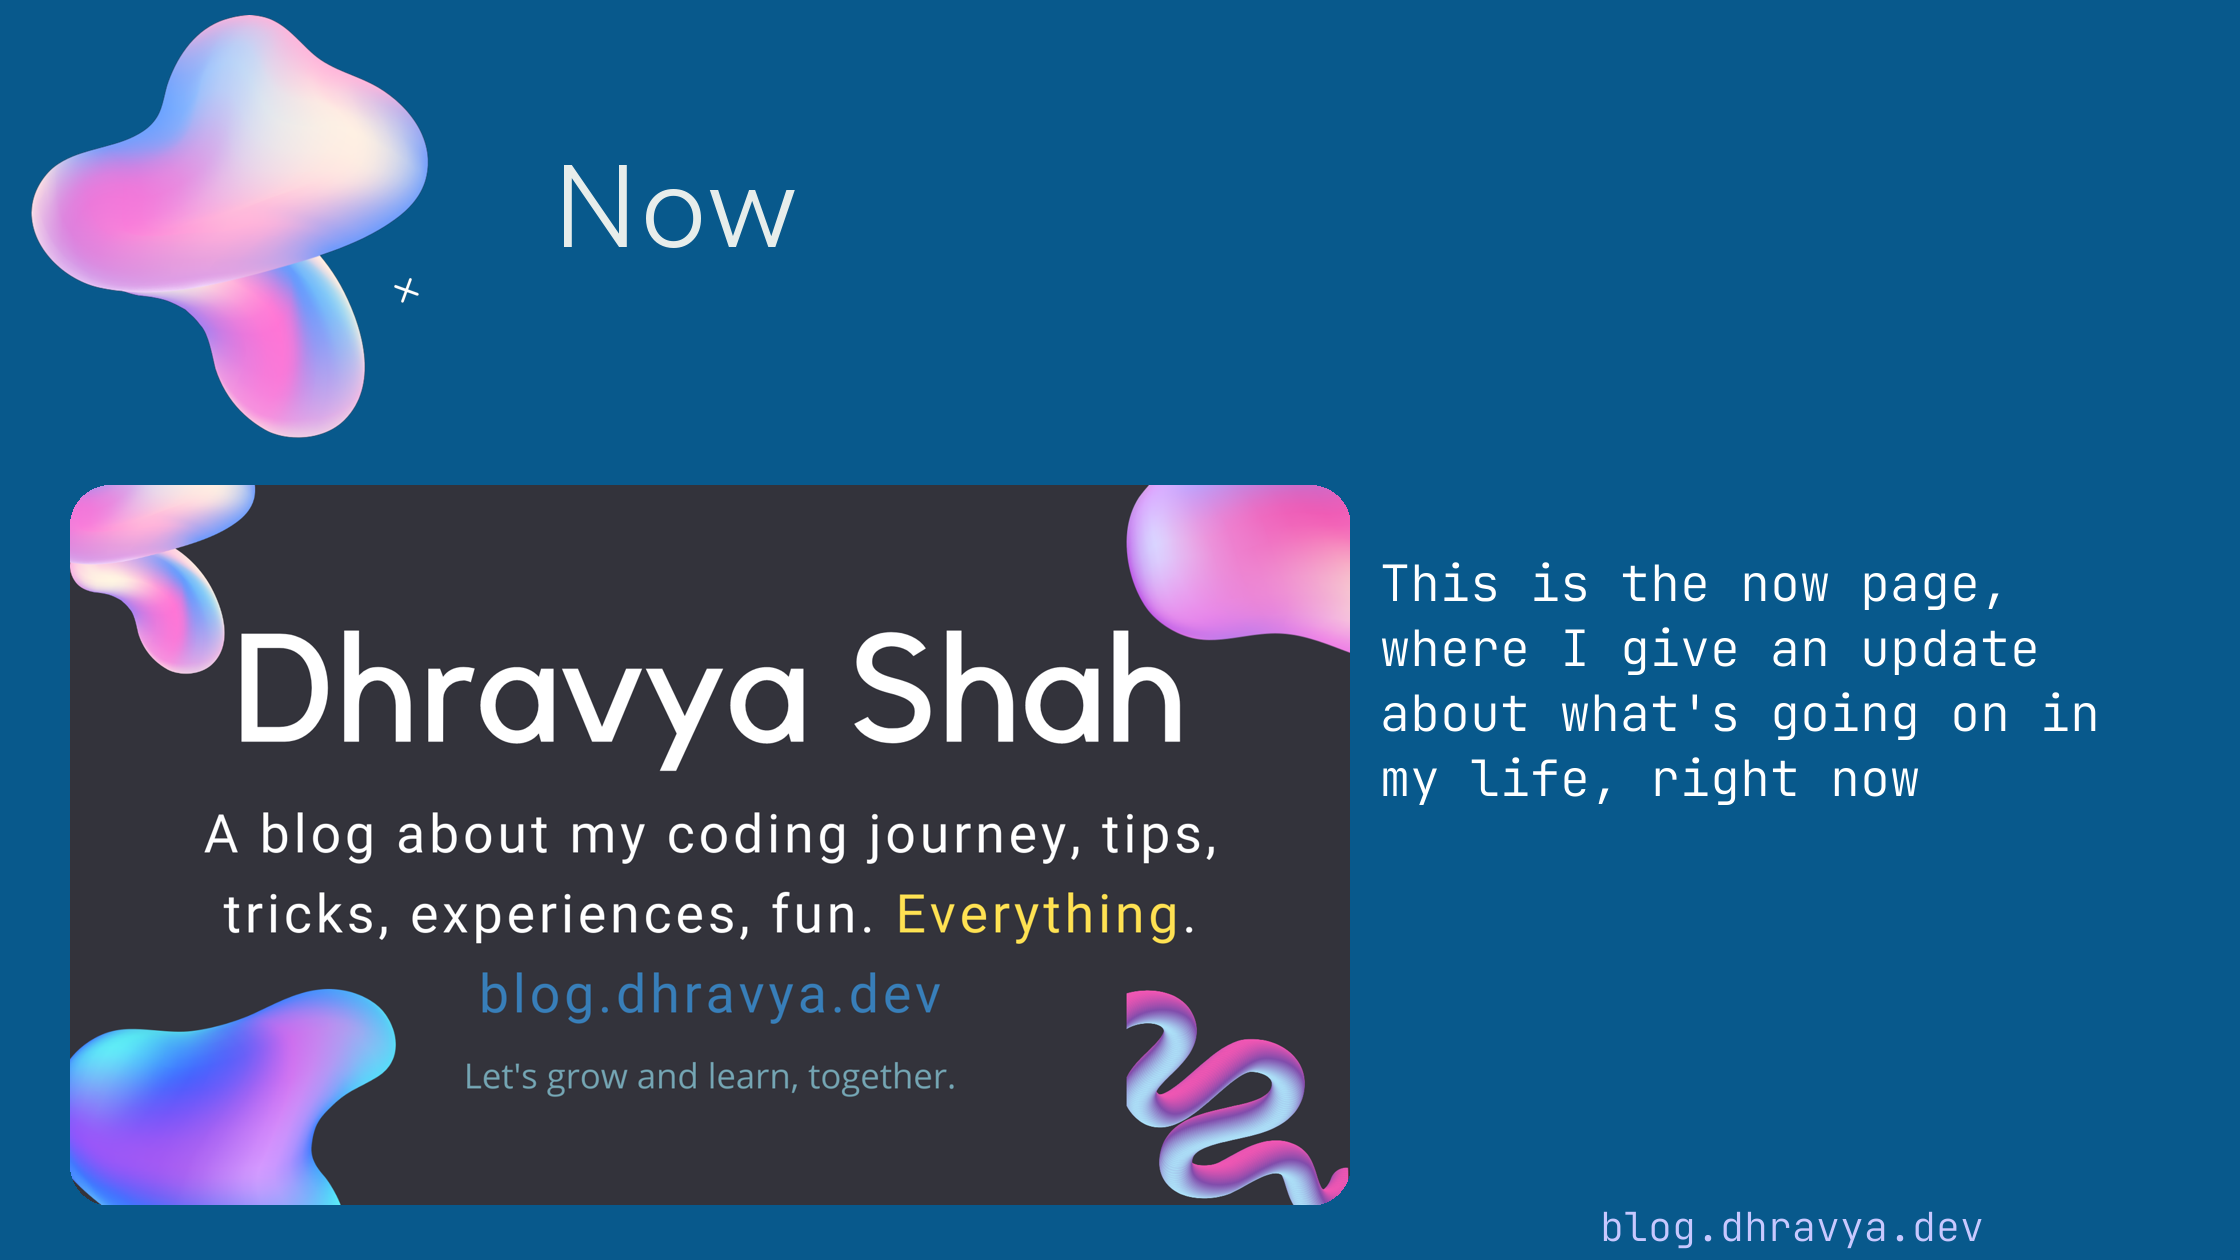 Now
Dhravya Shah
A blog about my coding journey, tips,
tricks, experiences, fun. Everything.
blog.dhravya.dev
Let's grow and learn, together.
This is the now page,
where I give an update
about what's going on in
my life, right now
blog.dhravya.dev